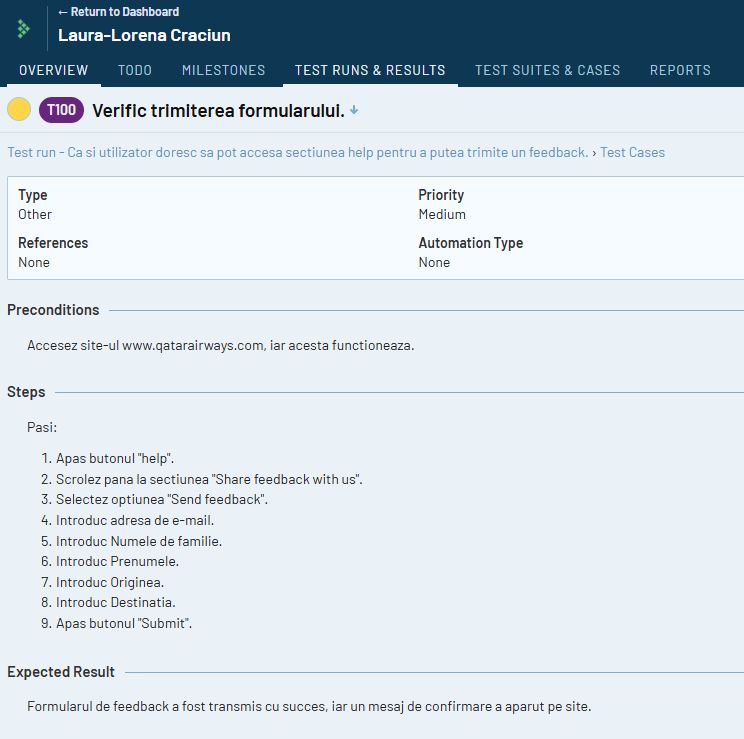 ← Return to Dashboard
Laura-Lorena Craciun
OVERVIEW TODO MILESTONES TEST RUNS & RESULTS TEST SUITES & CASES REPORTS
T100 Verific trimiterea formularului.
Test run - Ca si utilizator doresc sa pot accesa sectiunea help pentru a putea trimite un feedback. › Test Cases
Type Priority
Other Medium
References Automation Type
None None
Preconditions
Accesez site-ul www.qatarairways.com, iar acesta functioneaza.
Steps
Pasi:
1. Apas butonul "help".
2. Scrolez pana la sectiunea "Share feedback with us".
3. Selectez optiunea "Send feedback".
4. Introduc adresa de e-mail.
5. Introduc Numele de familie.
6. Introduc Prenumele.
7. Introduc Originea.
8. Introduc Destinatia.
9. Apas butonul "Submit".
Expected Result
Formularul de feedback a fost transmis cu succes, iar un mesaj de confirmare a aparut pe site.